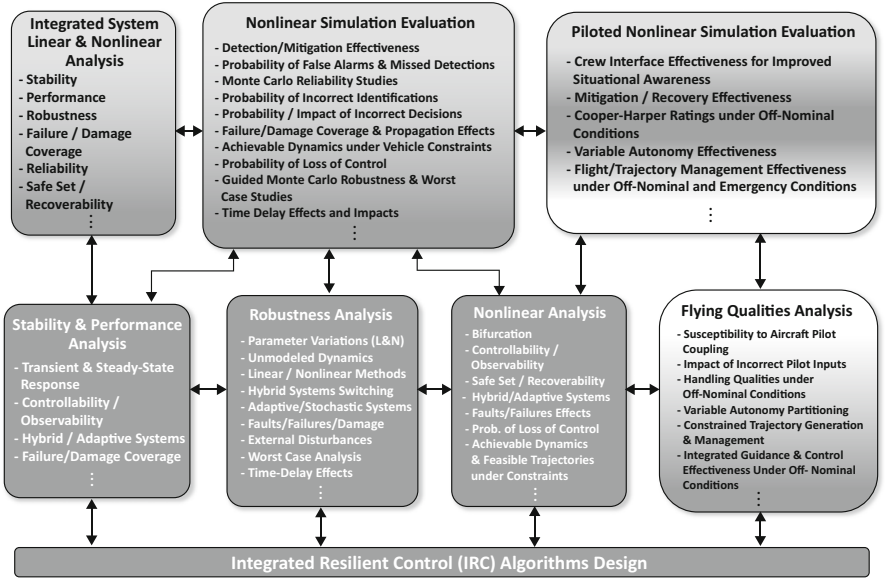 Integrated System
Linear & Nonlinear
Analysis
- Stability
- Performance
- Robustness
- Failure / Damage
Coverage
- Reliability
- Safe Set /
Recoverability
⋮
Nonlinear Simulation Evaluation
- Detection/Mitigation Effectiveness
- Probability of False Alarms & Missed Detections
- Monte Carlo Reliability Studies
- Probability of Incorrect Identifications
- Probability / Impact of Incorrect Decisions
- Failure/Damage Coverage & Propagation Effects
- Achievable Dynamics under Vehicle Constraints
- Probability of Loss of Control
- Guided Monte Carlo Robustness & Worst
Case Studies
- Time Delay Effects and Impacts
⋮
Piloted Nonlinear Simulation Evaluation
- Crew Interface Effectiveness for Improved
Situational Awareness
- Mitigation / Recovery Effectiveness
- Cooper-Harper Ratings under Off-Nominal
Conditions
- Variable Autonomy Effectiveness
- Flight/Trajectory Management Effectiveness
under Off-Nominal and Emergency Conditions
⋮
Stability & Performance
Analysis
- Transient & Steady-State
Response
- Controllability /
Observability
- Hybrid / Adaptive Systems
- Failure/Damage Coverage
⋮
Robustness Analysis
- Parameter Variations (L&N)
- Unmodeled Dynamics
- Linear / Nonlinear Methods
- Hybrid Systems Switching
- Adaptive/Stochastic Systems
- Faults/Failures/Damage
- External Disturbances
- Worst Case Analysis
- Time-Delay Effects
⋮
Nonlinear Analysis
- Bifurcation
- Controllability /
Observability
- Safe Set / Recoverability
- Hybrid/Adaptive Systems
- Faults/Failures Effects
- Prob. of Loss of Control
- Achievable Dynamics
& Feasible Trajectories
under Constraints
⋮
Flying Qualities Analysis
- Susceptibility to Aircraft Pilot
Coupling
- Impact of Incorrect Pilot Inputs
- Handling Qualities under
Off-Nominal Conditions
- Variable Autonomy Partitioning
- Constrained Trajectory Generation
& Management
- Integrated Guidance & Control
Effectiveness Under Off- Nominal
Conditions
⋮
Integrated Resilient Control (IRC) Algorithms Design